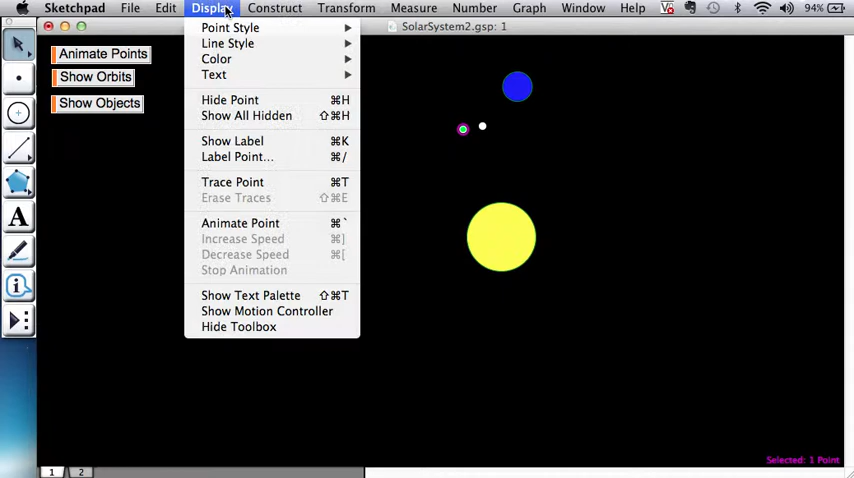 Sketchpad File Edit Display Construct Transform Measure Number Graph Window Help 94%
SolarSystem2.gsp: 1
Animate Points
Show Orbits
Show Objects
Point Style
Line Style
Color
Text
Hide Point ⌘H
Show All Hidden ⇧⌘H
Show Label ⌘K
Label Point... ⌘/
Trace Point ⌘T
Erase Traces ⇧⌘E
Animate Point ⌘`
Increase Speed ⌘]
Decrease Speed ⌘[
Stop Animation
Show Text Palette ⇧⌘T
Show Motion Controller
Hide Toolbox
A
Selected: 1 Point
1 2